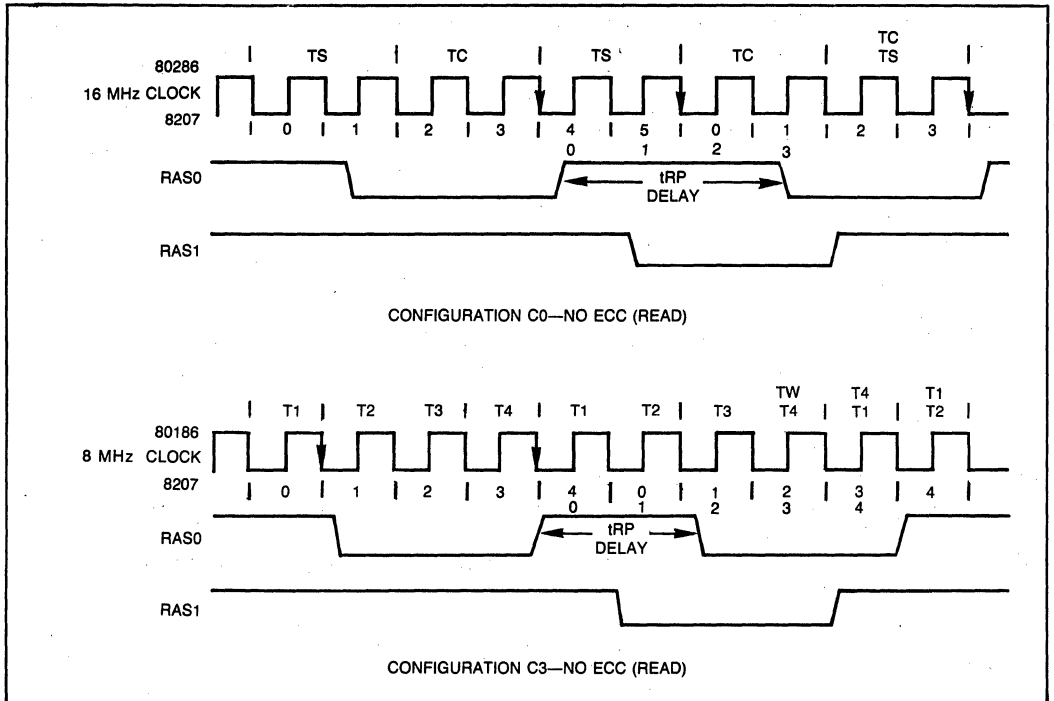 TC
TS TC TS TC TS
80286
16 MHz CLOCK
8207
0 1 2 3 4 5 0 1 2 3
0 1 2 3
RAS0
tRP
DELAY
RAS1
CONFIGURATION C0—NO ECC (READ)
TW T4 T1
T1 T2 T3 T4 T1 T2 T3 T4 T1 T2
80186
8 MHz CLOCK
8207
0 1 2 3 4 0 1 2 3 4
0 1 2 3 4
RAS0
tRP
DELAY
RAS1
CONFIGURATION C3—NO ECC (READ)